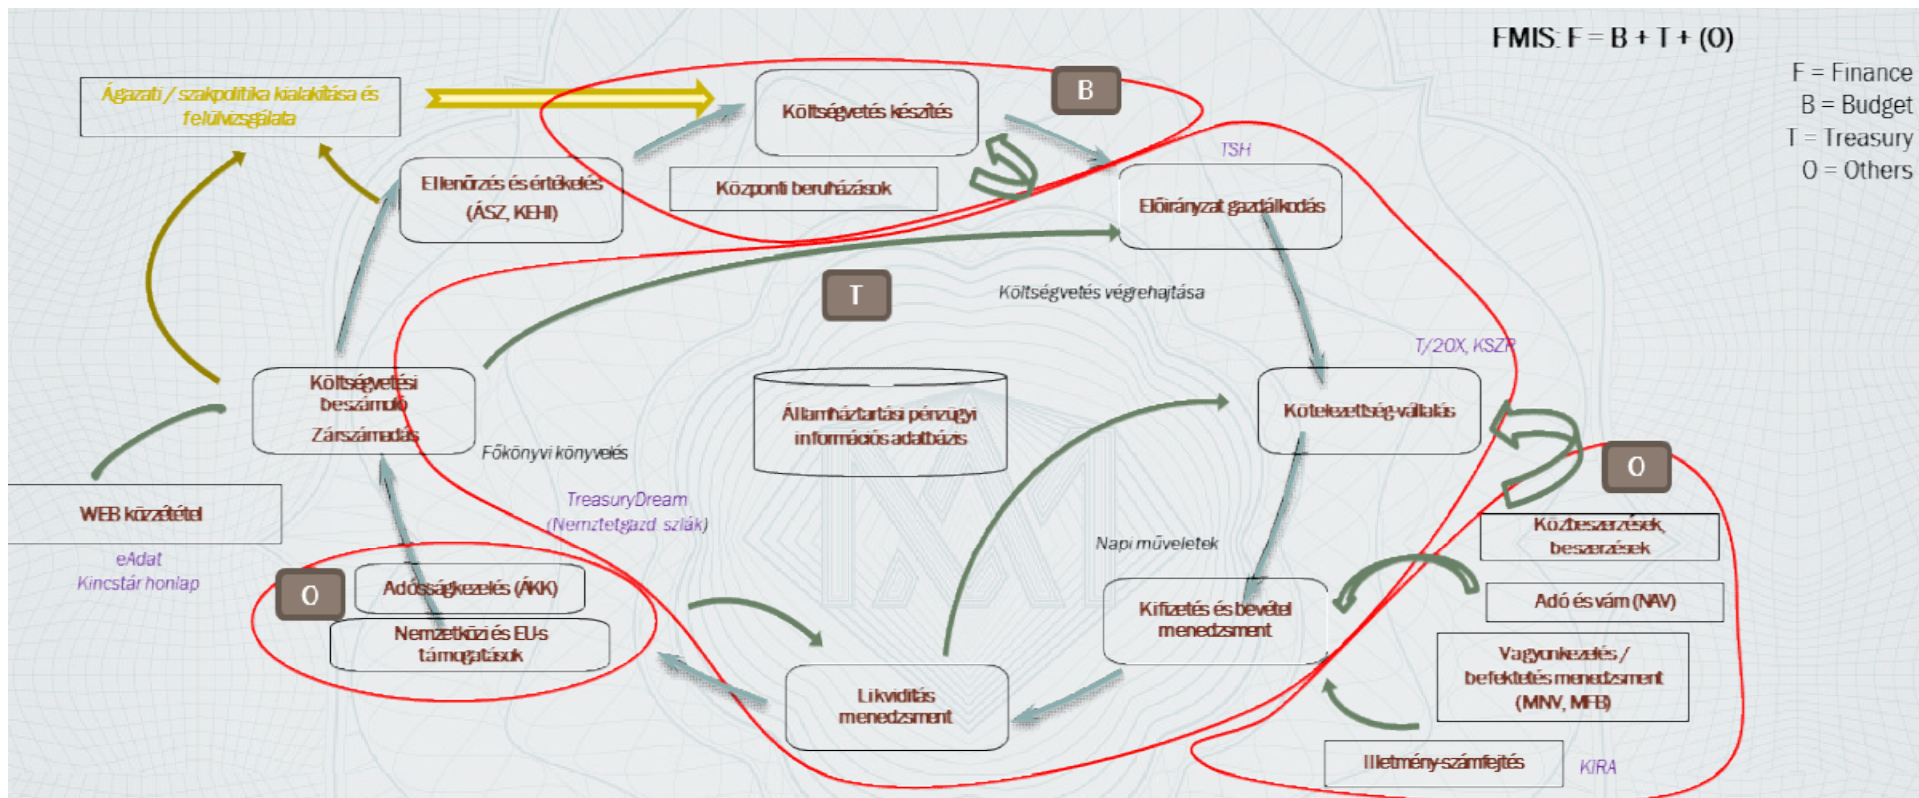 FMIS: F = B + T + (O)
F = Finance
B = Budget
T = Treasury
O = Others
Ágazati / szakpolitika kialakítása és
felülvizsgálata
Költségvetés készítés
B
Központi beruházások
Ellenőrzés és értékelés
(ÁSZ, KEHI)
TSH
Előirányzat gazdálkodás
T
Költségvetés végrehajtása
T/20X, KSZR
Költségvetési
beszámoló
Zárszámadás
Államháztartási pénzügyi
információs adatbázis
Kötelezettség-vállalás
Főkönyvi könyvelés
O
WEB közzététel
TreasuryDream
(Nemztetgazd szlák)
Közbeszerzések,
beszerzések
eAdat
Kincstár honlap
Napi műveletek
O
Adósságkezelés (ÁKK)
Nemzetközi és EU-s
támogatások
Kifizetés és bevétel
menedzsment
Adó és vám (NAV)
Vagyonkezelés /
befektetés menedzsment
(MNV, MFB)
Likviditás
menedzsment
Illetmény-számfejtés
KIRA